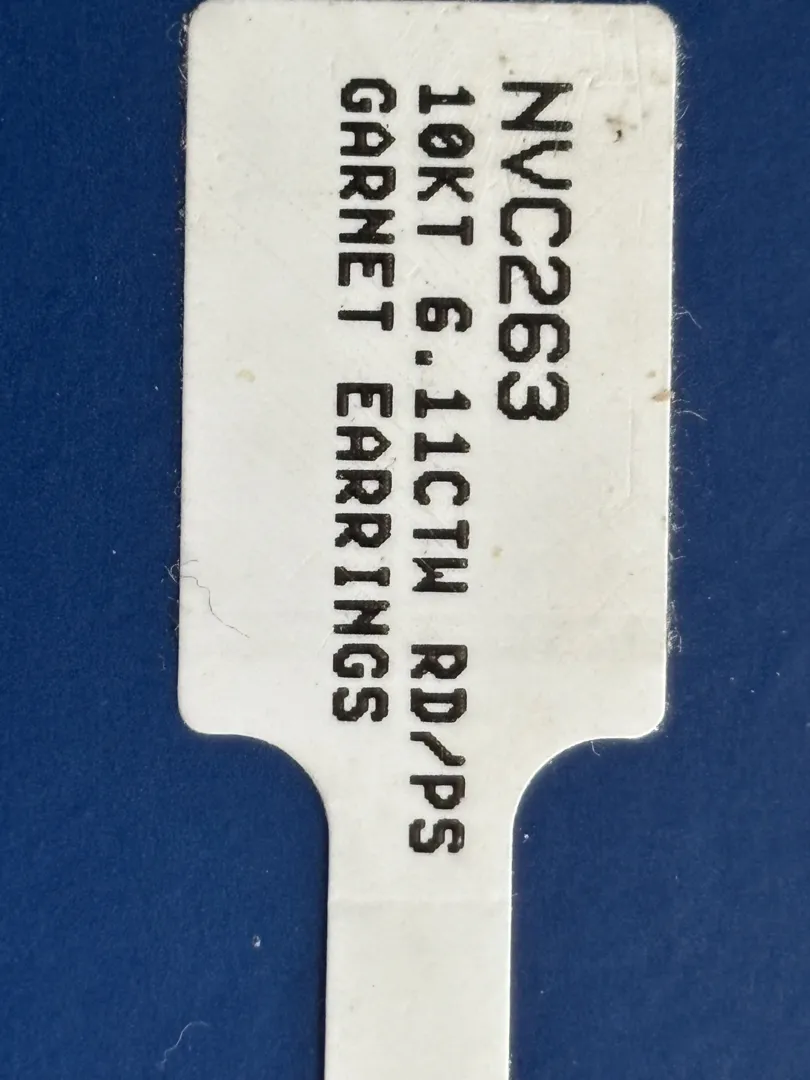 NVC263
10KT 6.11CTW RD/PS
GARNET EARRINGS